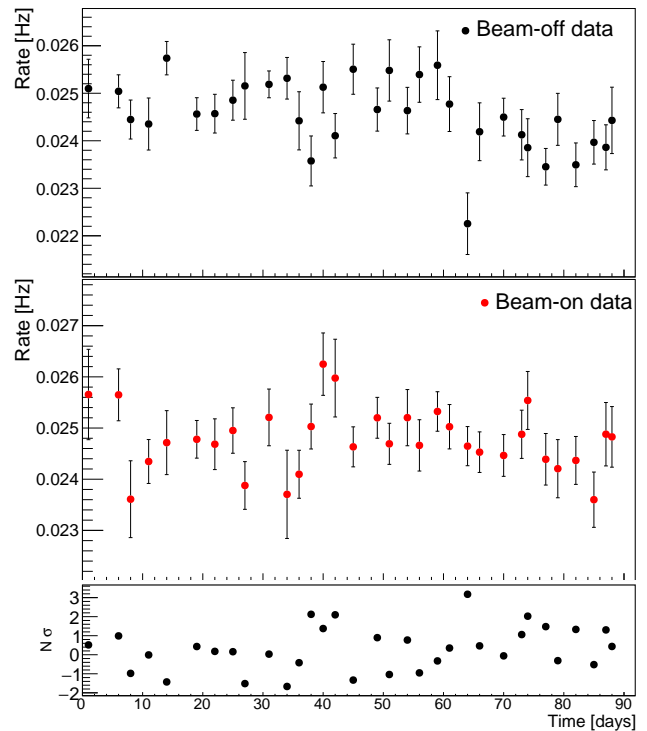 Rate [Hz]
Beam-off data
0.026
0.025
0.024
0.023
0.022
Rate [Hz]
Beam-on data
0.027
0.026
0.025
0.024
0.023
N σ
3
2
1
0
−1
−2
0 10 20 30 40 50 60 70 80 90
Time [days]